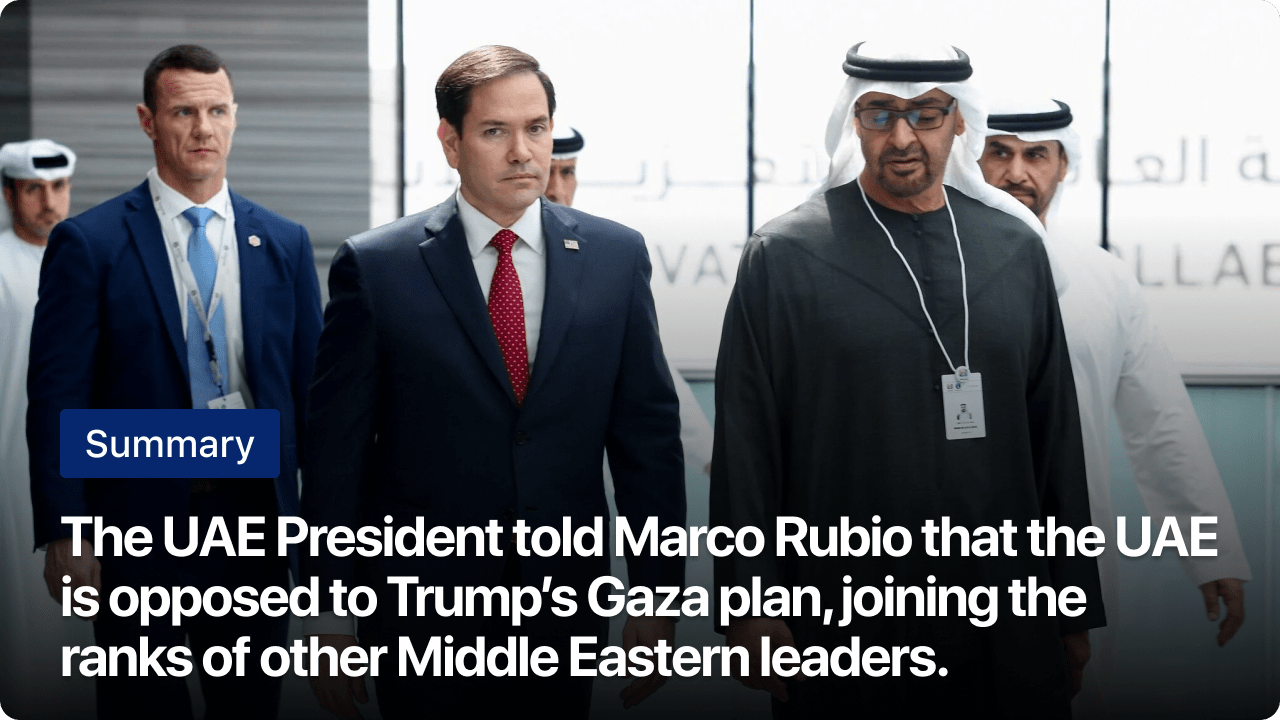 Summary
The UAE President told Marco Rubio that the UAE
is opposed to Trump’s Gaza plan, joining the
ranks of other Middle Eastern leaders.